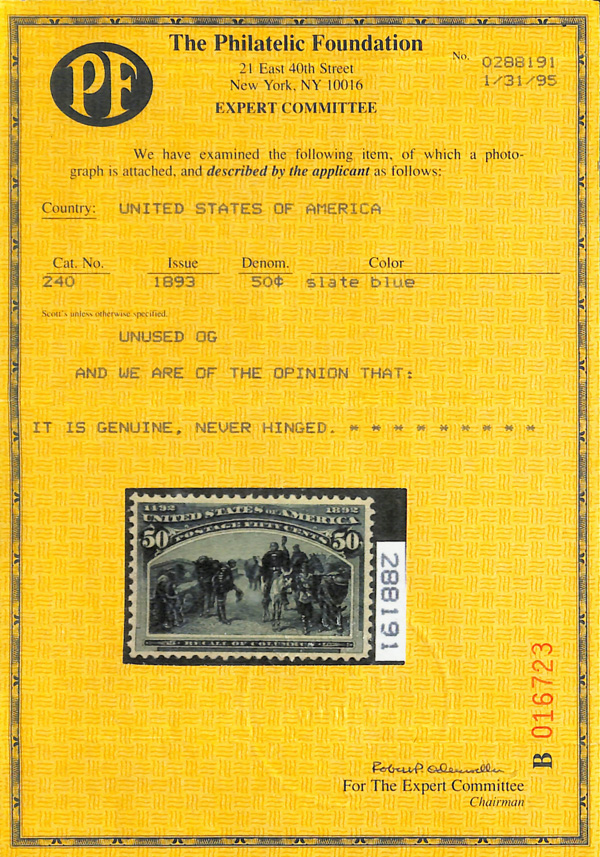 PF
The Philatelic Foundation
21 East 40th Street
New York, NY 10016
EXPERT COMMITTEE
No. 0288191
1/31/95
We have examined the following item, of which a photo-
graph is attached, and described by the applicant as follows:
Country: UNITED STATES OF AMERICA
Cat. No. Issue Denom. Color
240 1893 50¢ slate blue
Scott's unless otherwise specified.
UNUSED OG
AND WE ARE OF THE OPINION THAT:
IT IS GENUINE, NEVER HINGED. * * * * * * * * *
1492 1892
UNITED STATES OF AMERICA
POSTAGE FIFTY CENTS
50 50
RECALL OF COLUMBUS
288191
B 016723
For The Expert Committee
Chairman